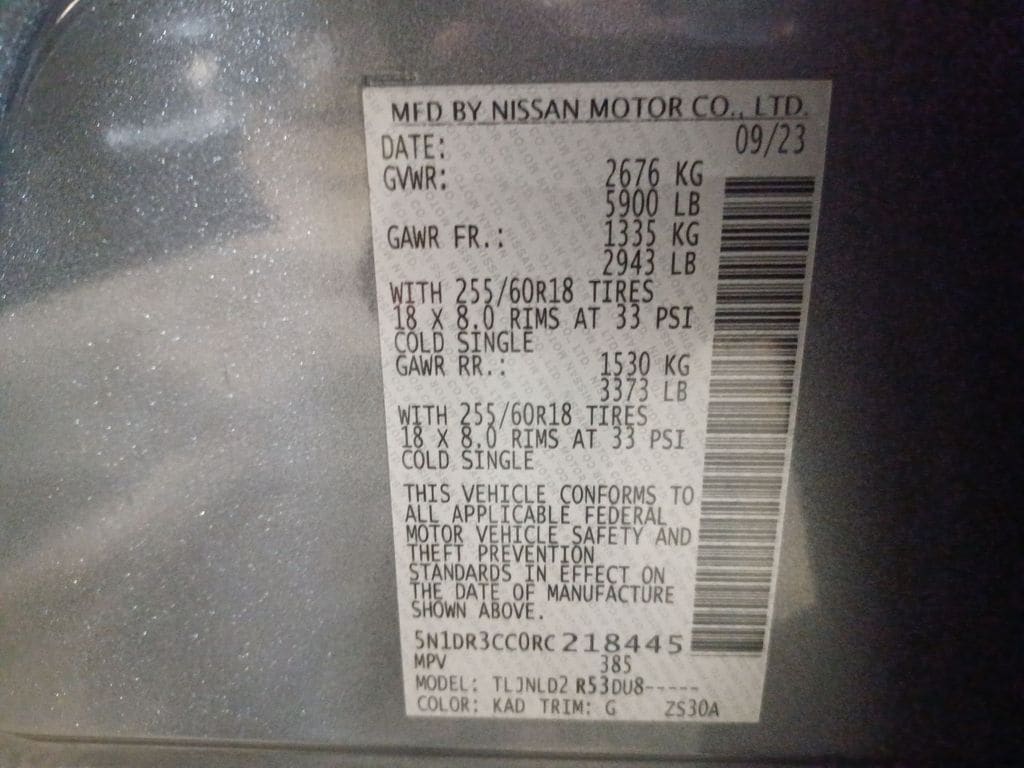 MFD BY NISSAN MOTOR CO., LTD.
DATE: 09/23
GVWR: 2676 KG
5900 LB
GAWR FR.: 1335 KG
2943 LB
WITH 255/60R18 TIRES
18 X 8.0 RIMS AT 33 PSI
COLD SINGLE
GAWR RR.: 1530 KG
3373 LB
WITH 255/60R18 TIRES
18 X 8.0 RIMS AT 33 PSI
COLD SINGLE
THIS VEHICLE CONFORMS TO
ALL APPLICABLE FEDERAL
MOTOR VEHICLE SAFETY AND
THEFT PREVENTION
STANDARDS IN EFFECT ON
THE DATE OF MANUFACTURE
SHOWN ABOVE.
5N1DR3CC0RC218445
MPV 385
MODEL: TLJNLD2 R53DU8-----
COLOR: KAD TRIM: G ZS30A